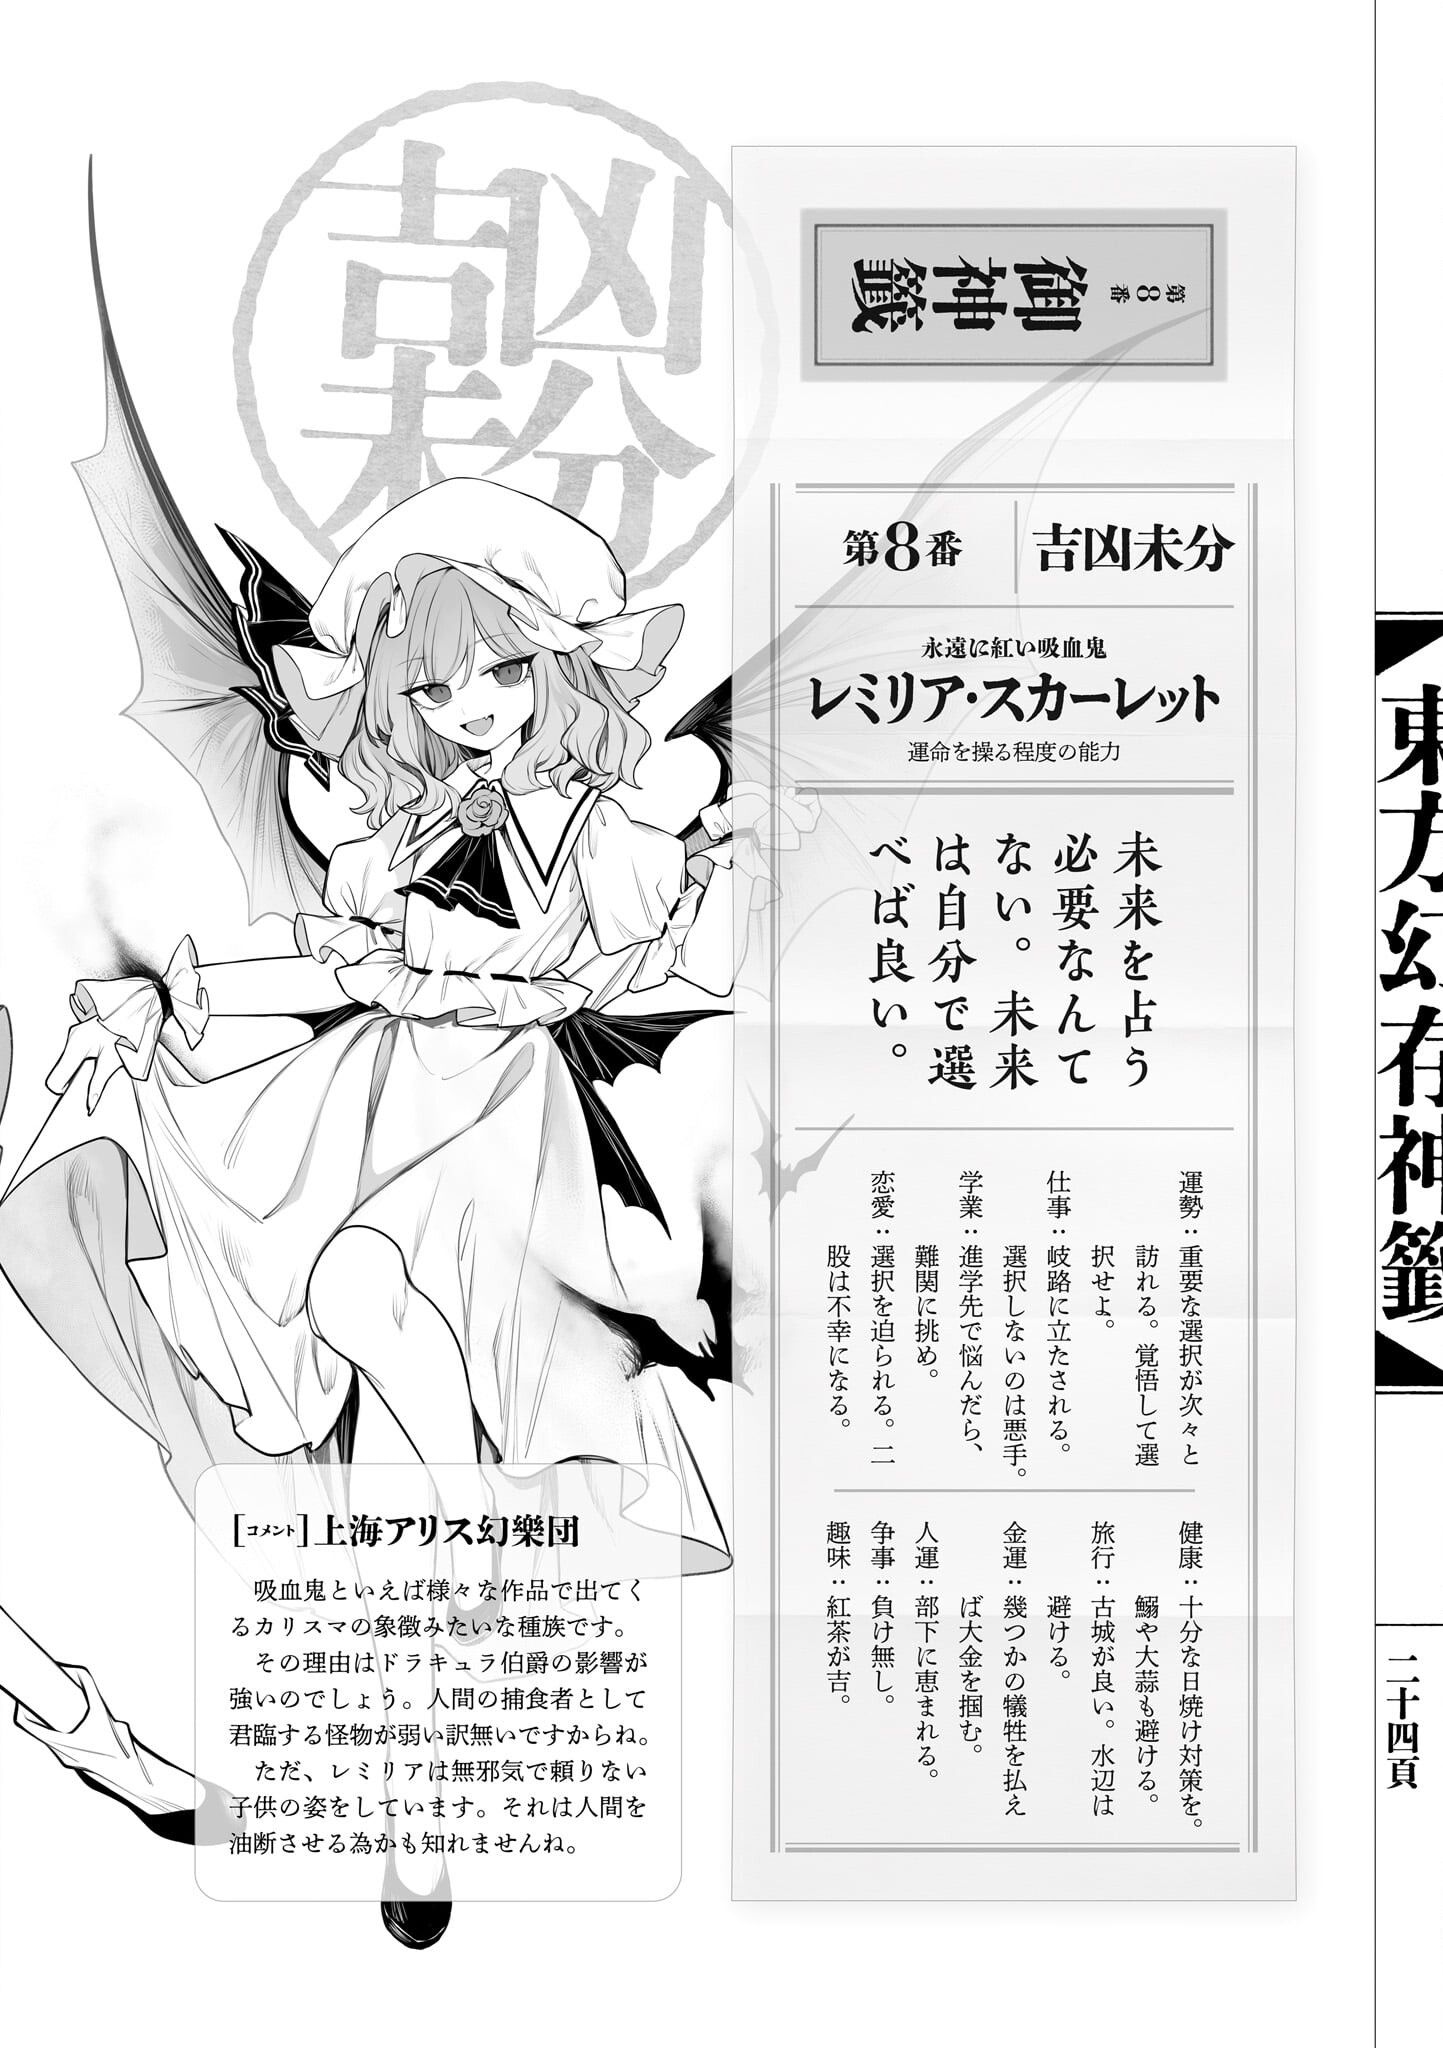 東方幻存神籤
二十四頁
御神籤
第8番
吉凶未分
第8番
吉凶未分
永遠に紅い吸血鬼
レミリア・スカーレット
運命を操る程度の能力
未来を占う
必要なんて
ない。未来
は自分で選
べば良い。
運勢：重要な選択が次々と
訪れる。覚悟して選
択せよ。
仕事：岐路に立たされる。
選択しないのは悪手。
学業：進学先で悩んだら、
難関に挑め。
恋愛：選択を迫られる。二
股は不幸になる。
健康：十分な日焼け対策を。
鰯や大蒜も避ける。
旅行：古城が良い。水辺は
避ける。
金運：幾つかの犠牲を払え
ば大金を掴む。
人運：部下に恵まれる。
争事：負け無し。
趣味：紅茶が吉。
［コメント］上海アリス幻樂団
吸血鬼といえば様々な作品で出てく
るカリスマの象徴みたいな種族です。
その理由はドラキュラ伯爵の影響が
強いのでしょう。人間の捕食者として
君臨する怪物が弱い訳無いですからね。
ただ、レミリアは無邪気で頼りない
子供の姿をしています。それは人間を
油断させる為かも知れませんね。